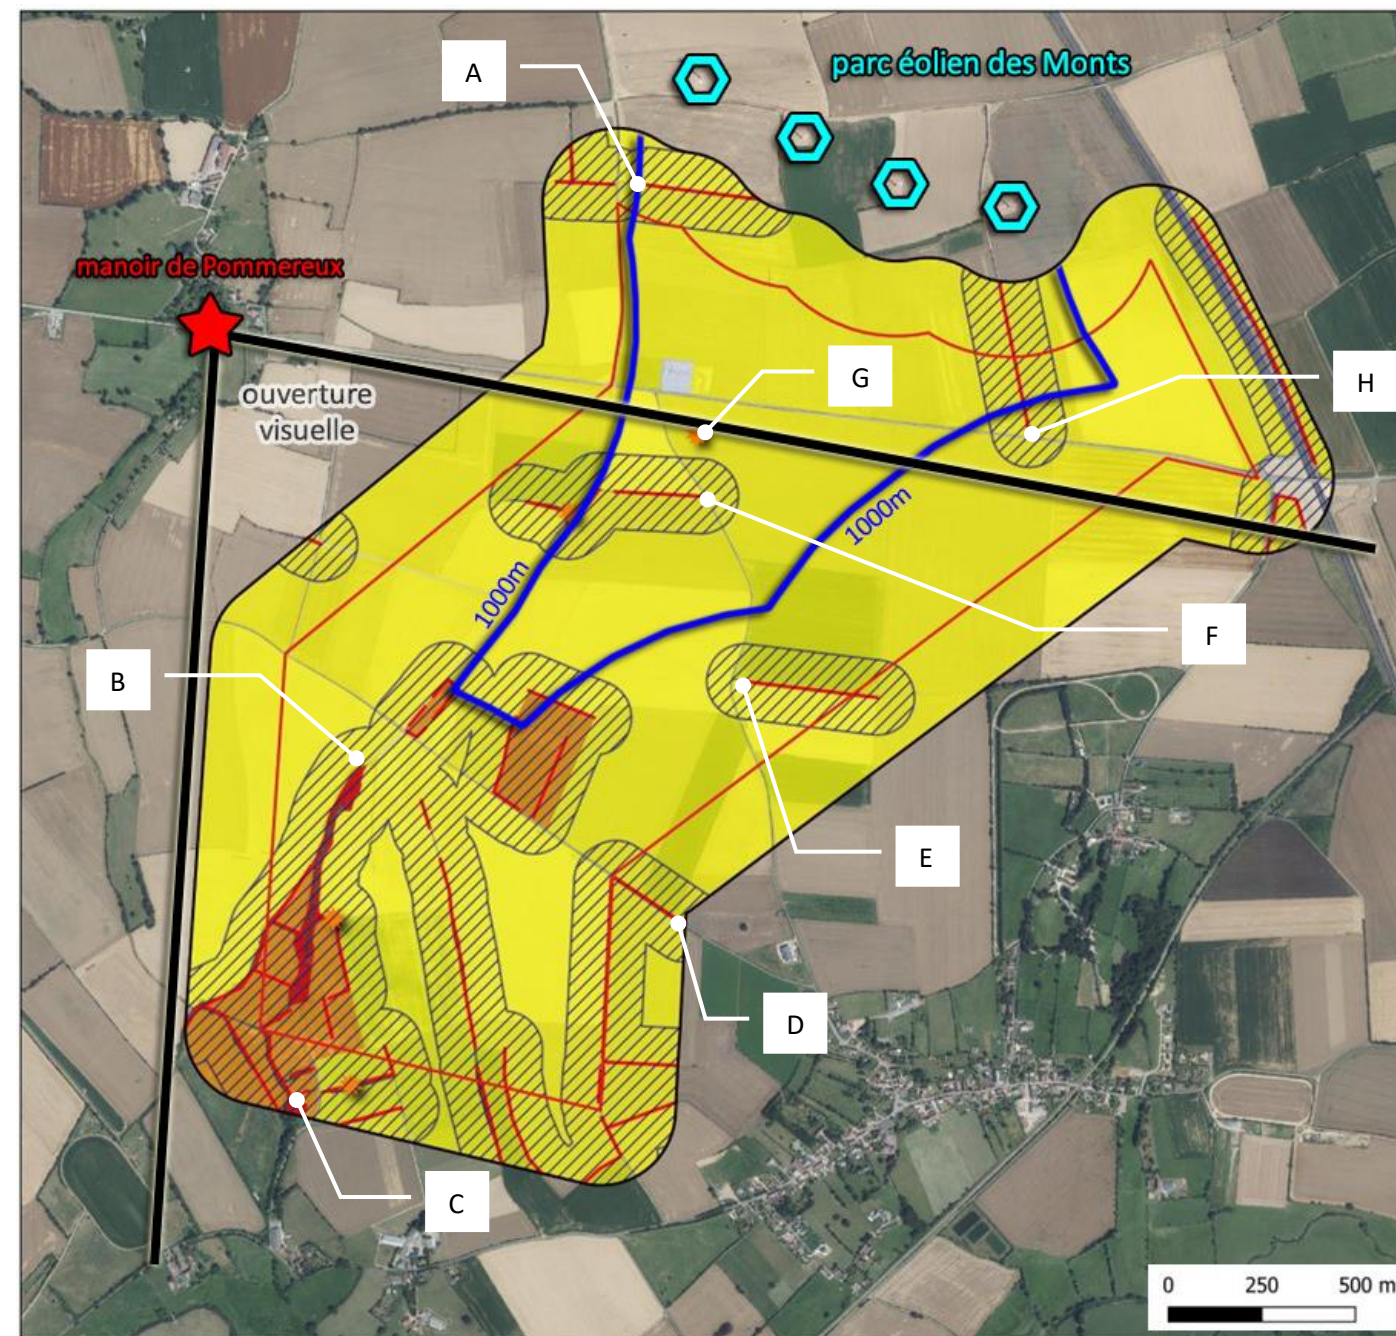 parc éolien des Monts
A
manoir de Pommereux
ouverture
visuelle
G
H
1000m
1000m
F
B
E
D
C
0 250 500 m